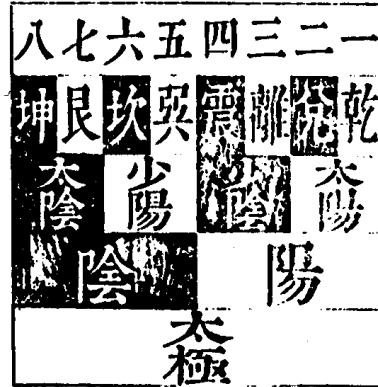 一二三四五六七八
乾兌離震巽坎艮坤
太陽 少陰 少陽 太陰
陽 陰
太極